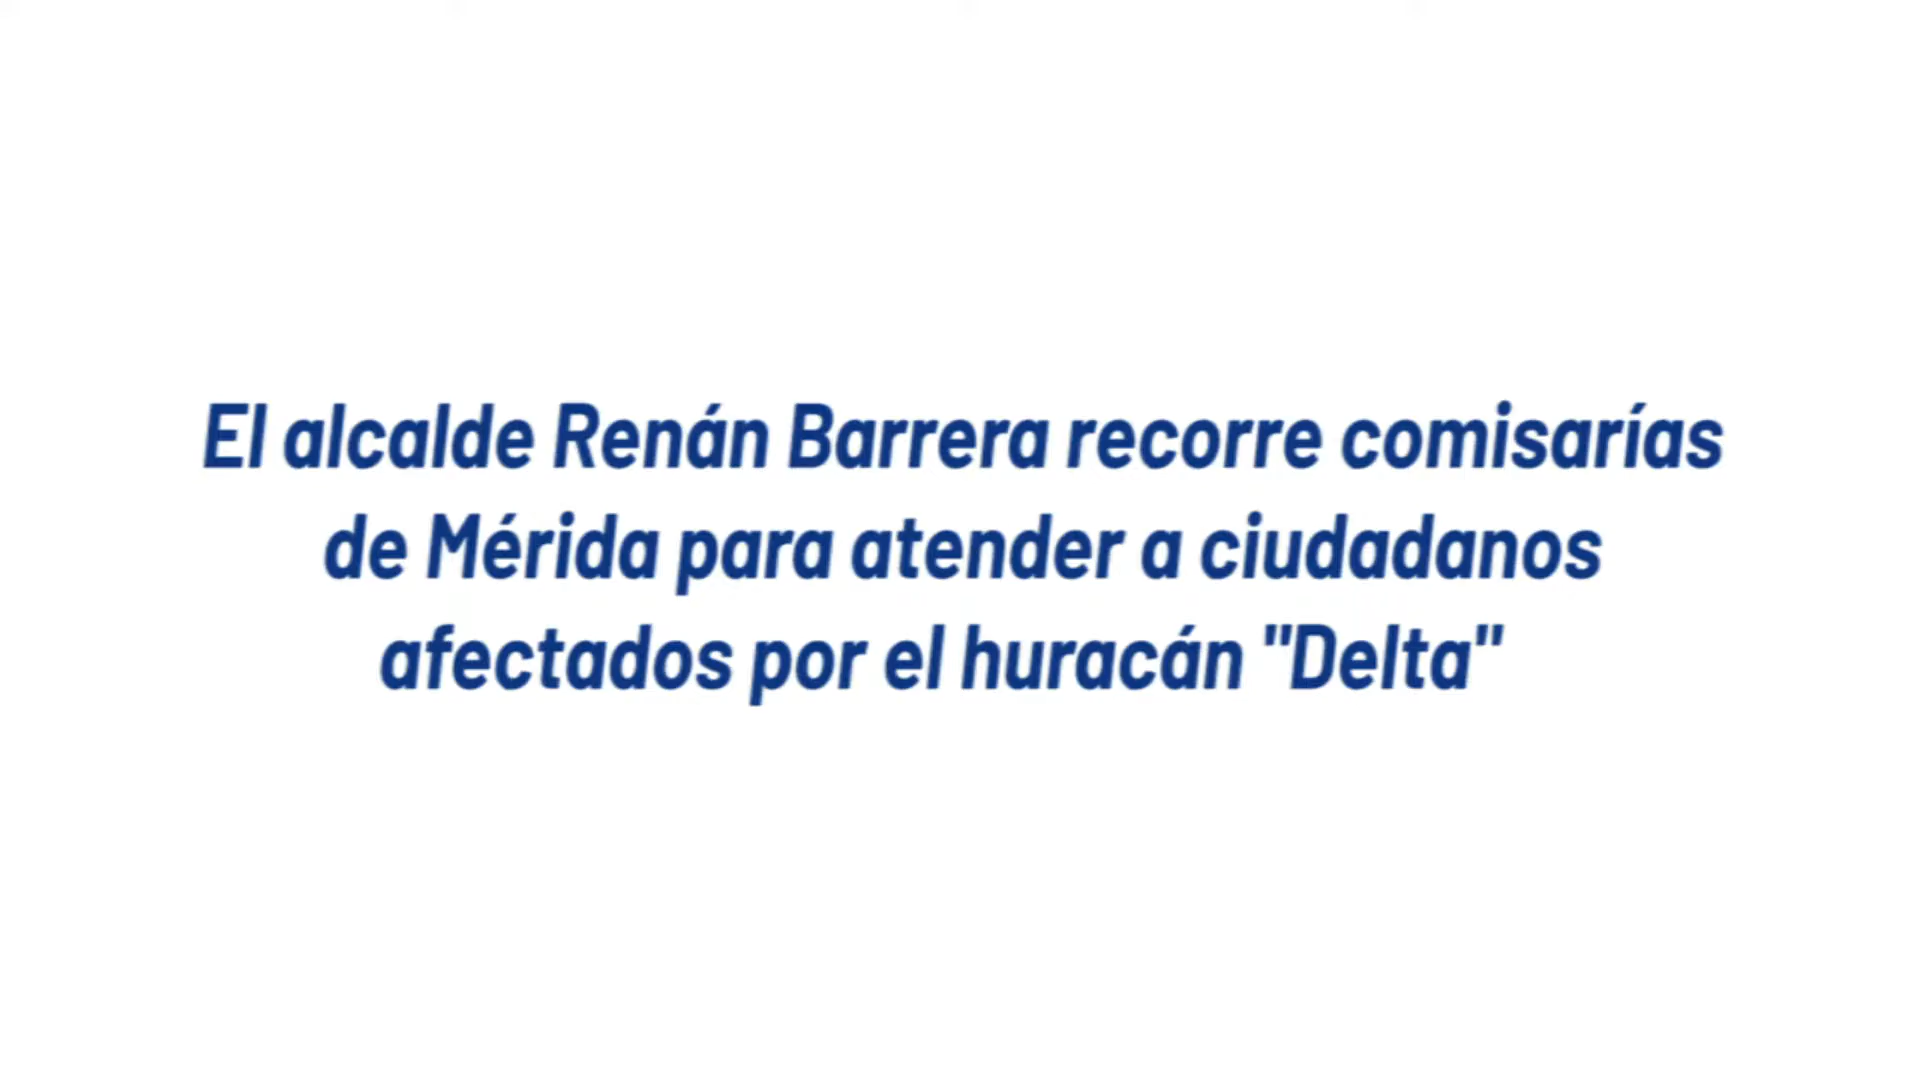 El alcalde Renán Barrera recorre comisarías
de Mérida para atender a ciudadanos
afectados por el huracán "Delta"